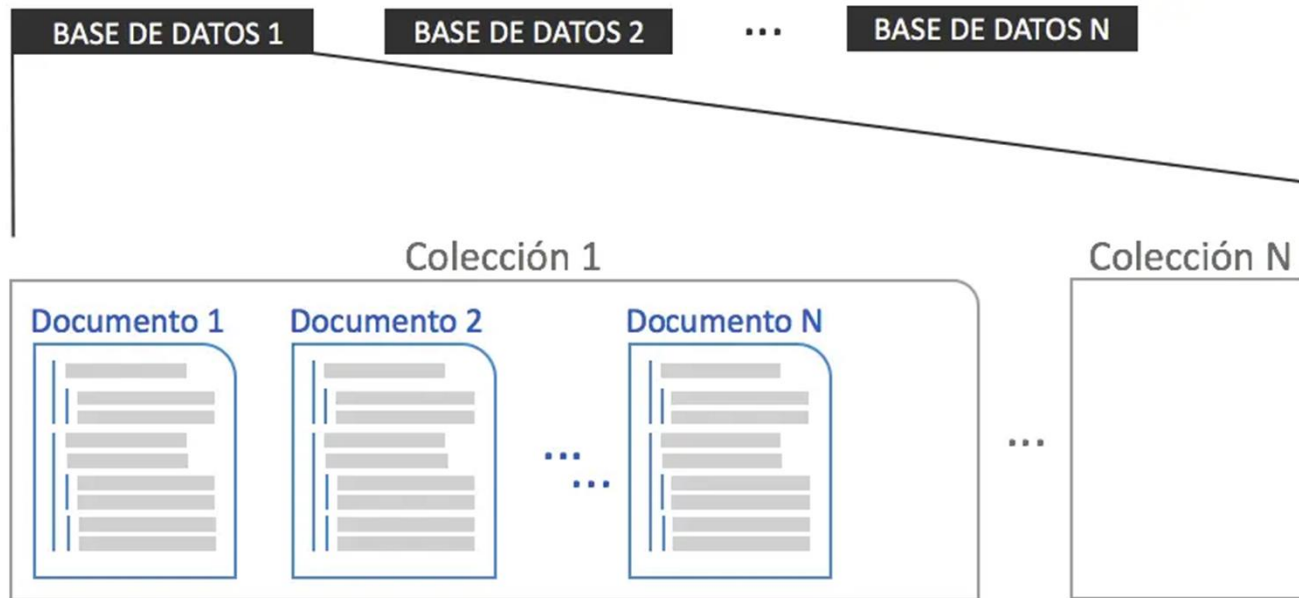 BASE DE DATOS 1
BASE DE DATOS 2
...
BASE DE DATOS N
Colección 1
Colección N
Documento 1
Documento 2
Documento N
...
...
...